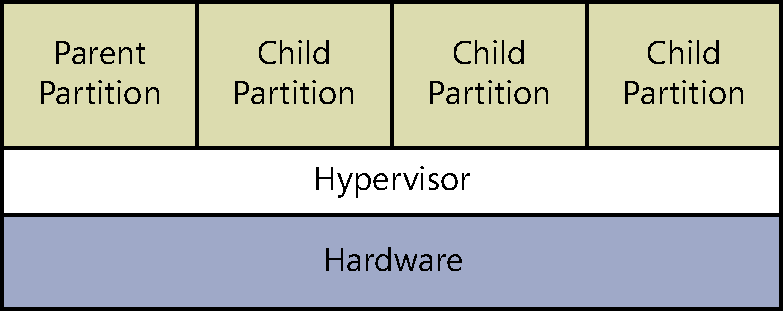 Parent
Partition
Child
Partition
Child
Partition
Child
Partition
Hypervisor
Hardware